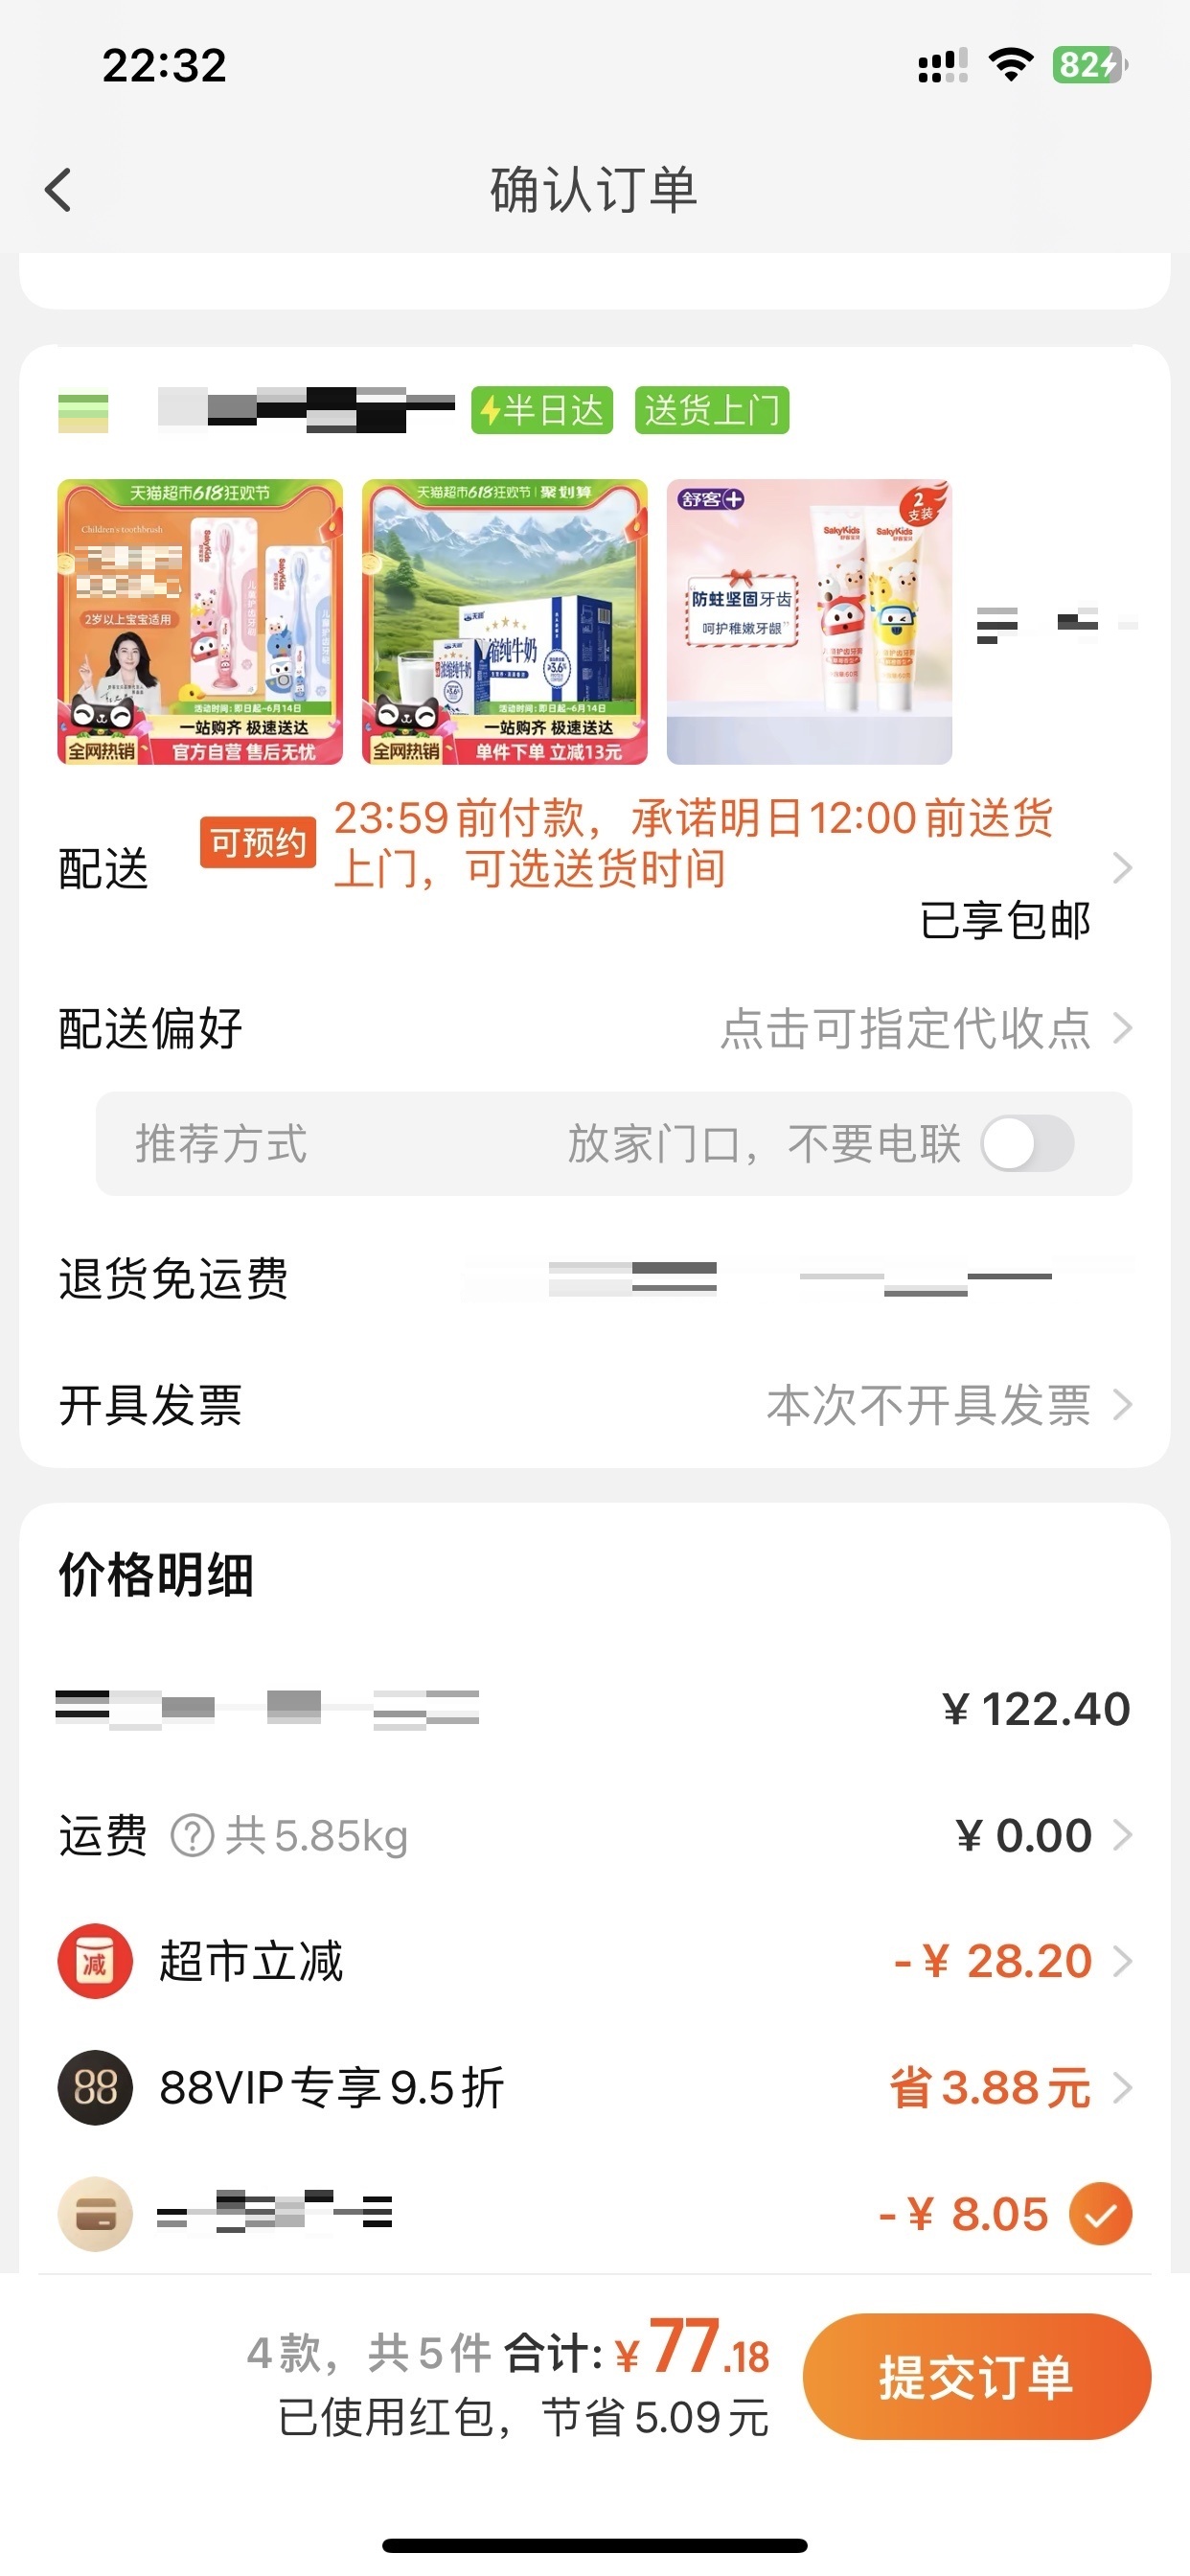 22:32
82
确认订单
半日达 送货上门
天猫超市618狂欢节
Children's toothbrush
2岁以上宝宝适用
SakyKids
SakyKids
活动时间:即日起~6月14日
一站购齐 极速送达
全网热销 官方自营 售后无忧
天猫超市618狂欢节 | 聚划算
浓缩纯牛奶
活动时间:即日起~6月14日
一站购齐 极速送达
全网热销 单件下单 立减13元
舒客
2
支装
SakyKids SakyKids
防蛀坚固牙齿
呵护稚嫩牙龈
配送 可预约 23:59前付款，承诺明日12:00前送货
上门，可选送货时间
已享包邮
配送偏好 点击可指定代收点
推荐方式 放家门口，不要电联
退货免运费
开具发票 本次不开具发票
价格明细
¥ 122.40
运费 ? 共5.85kg ¥ 0.00
减 超市立减 -¥ 28.20
88 88VIP专享9.5折 省3.88元
-¥ 8.05
4款，共5件 合计:¥77.18
已使用红包，节省5.09元
提交订单